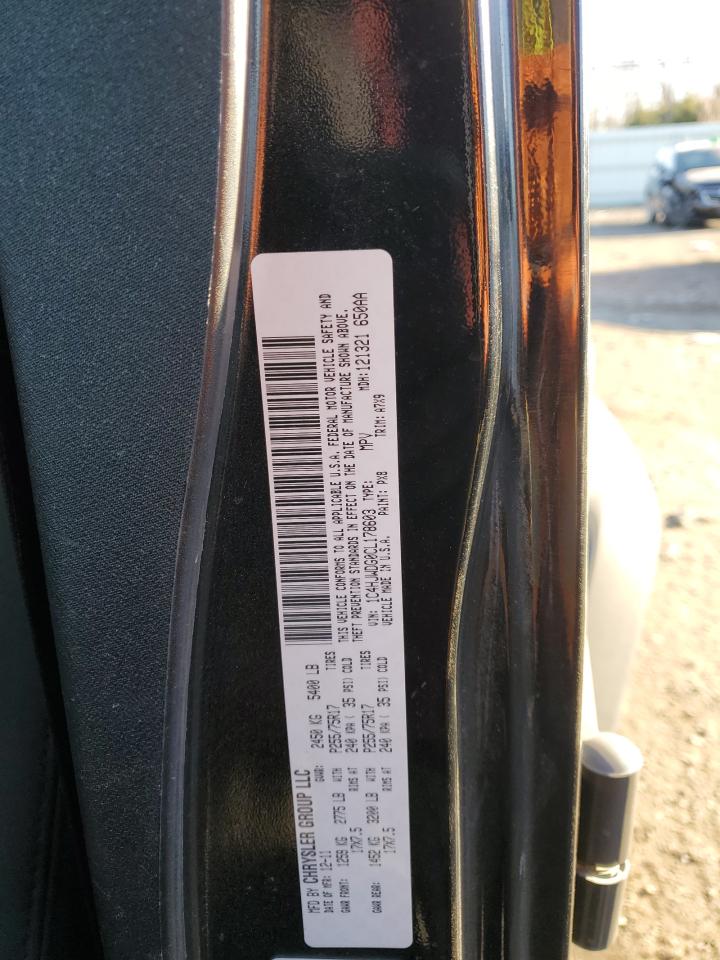 MFD BY CHRYSLER GROUP LLC
DATE OF MFR: 12-11 GVWR: 2450 KG 5400 LB
GAWR FRONT: 1259 KG 2775 LB WITH P255/75R17 TIRES
17X7.5 RIMS AT 240 KPA ( 35 PSI) COLD
GAWR REAR: 1452 KG 3200 LB WITH P255/75R17 TIRES
17X7.5 RIMS AT 240 KPA ( 35 PSI) COLD
THIS VEHICLE CONFORMS TO ALL APPLICABLE U.S.A. FEDERAL MOTOR VEHICLE SAFETY AND
THEFT PREVENTION STANDARDS IN EFFECT ON THE DATE OF MANUFACTURE SHOWN ABOVE.
VIN: 1C4HJWDG0CL178603 TYPE: MPV MDH:121321 650AA
VEHICLE MADE IN U.S.A. PAINT: PX8 TRIM: A7X9